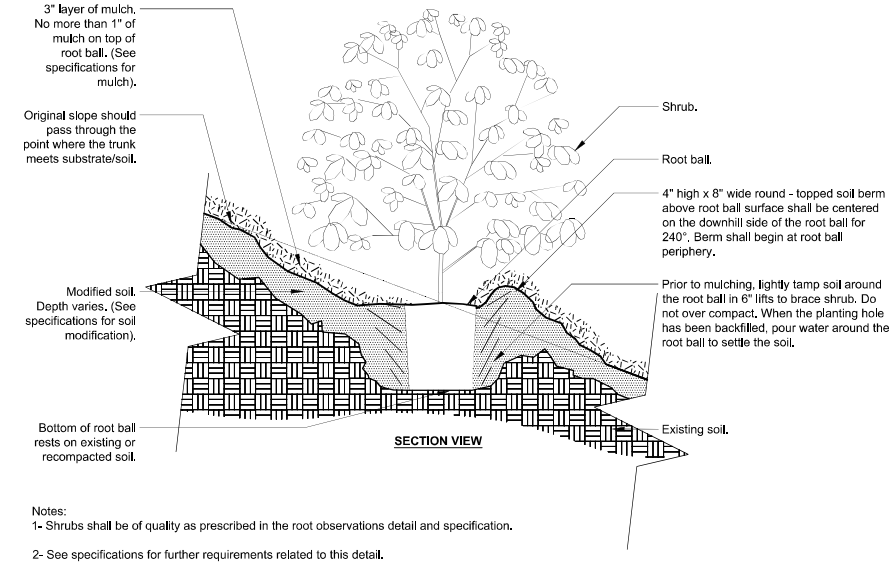 3" layer of mulch.
No more than 1" of
mulch on top of
root ball. (See
specifications for
mulch).
Original slope should
pass through the
point where the trunk
meets substrate/soil.
Modified soil.
Depth varies. (See
specifications for soil
modification).
Bottom of root ball
rests on existing or
recompacted soil.
Shrub.
Root ball.
4" high x 8" wide round - topped soil berm
above root ball surface shall be centered
on the downhill side of the root ball for
240°. Berm shall begin at root ball
periphery.
Prior to mulching, lightly tamp soil around
the root ball in 6" lifts to brace shrub. Do
not over compact. When the planting hole
has been backfilled, pour water around the
root ball to settle the soil.
Existing soil.
SECTION VIEW
Notes:
1- Shrubs shall be of quality as prescribed in the root observations detail and specification.
2- See specifications for further requirements related to this detail.